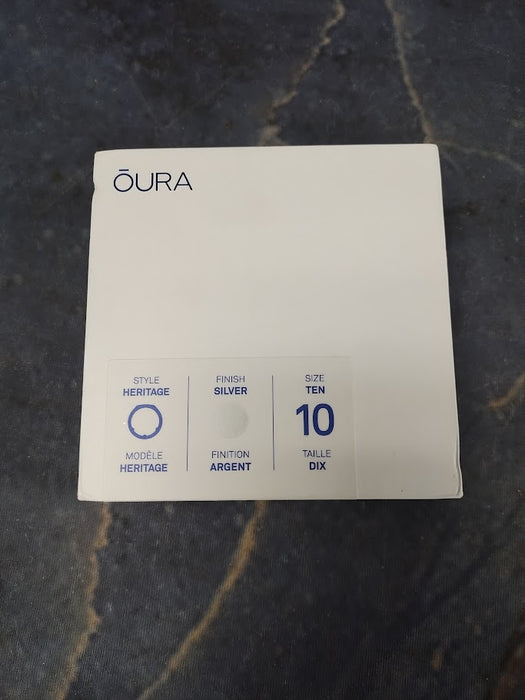 ŌURA
STYLE
HERITAGE
MODÈLE
HERITAGE
FINISH
SILVER
FINITION
ARGENT
SIZE
TEN
10
TAILLE
DIX